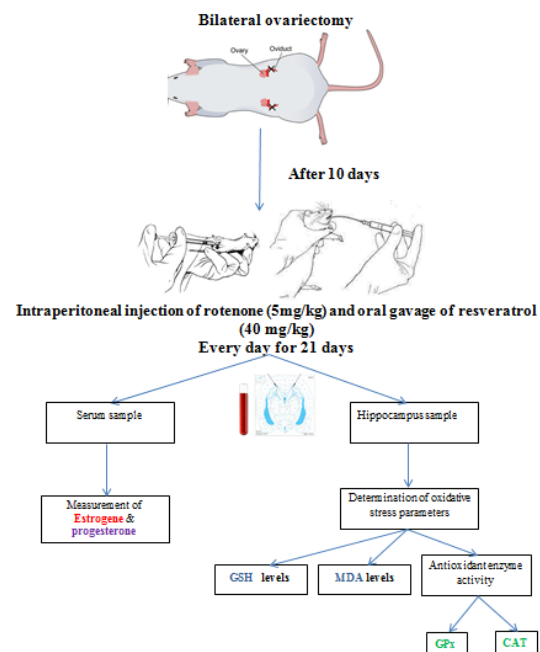 Bilateral ovariectomy
Ovary
Oviduct
After 10 days
Intraperitoneal injection of rotenone (5mg/kg) and oral gavage of resveratrol
(40 mg/kg)
Every day for 21 days
Serum sample
Hippocampus sample
Measurement of
Estrogene &
progesterone
Determination of oxidative
stress parameters
GSH levels
MDA levels
Antioxidant enzyme
activity
GPx
CAT